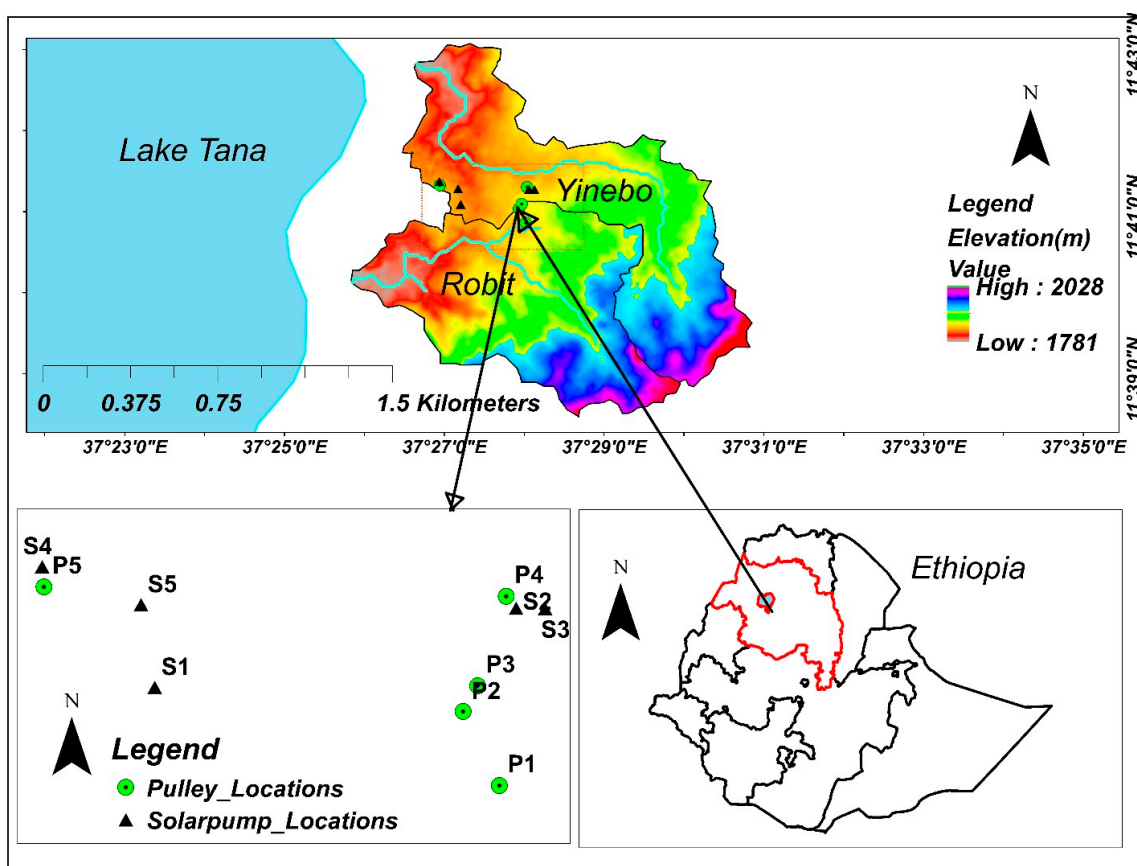 Lake Tana
Yinebo
Robit
N
Legend
Elevation(m)
Value
High : 2028
Low : 1781
11°43'0"N
11°41'0"N
11°39'0"N
0 0.375 0.75 1.5 Kilometers
37°23'0"E 37°25'0"E 37°27'0"E 37°29'0"E 37°31'0"E 37°33'0"E 37°35'0"E
S4
P5
S5
S1
P4
S2
S3
P3
P2
P1
N
Legend
Pulley_Locations
Solarpump_Locations
N
Ethiopia